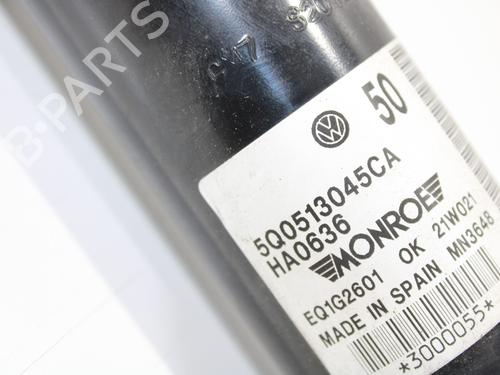 50
5Q0513045CA
HA0636
MONROE
EQ1G2601 OK 21W021
MADE IN SPAIN MN3648
*3000055*
B-PARTS